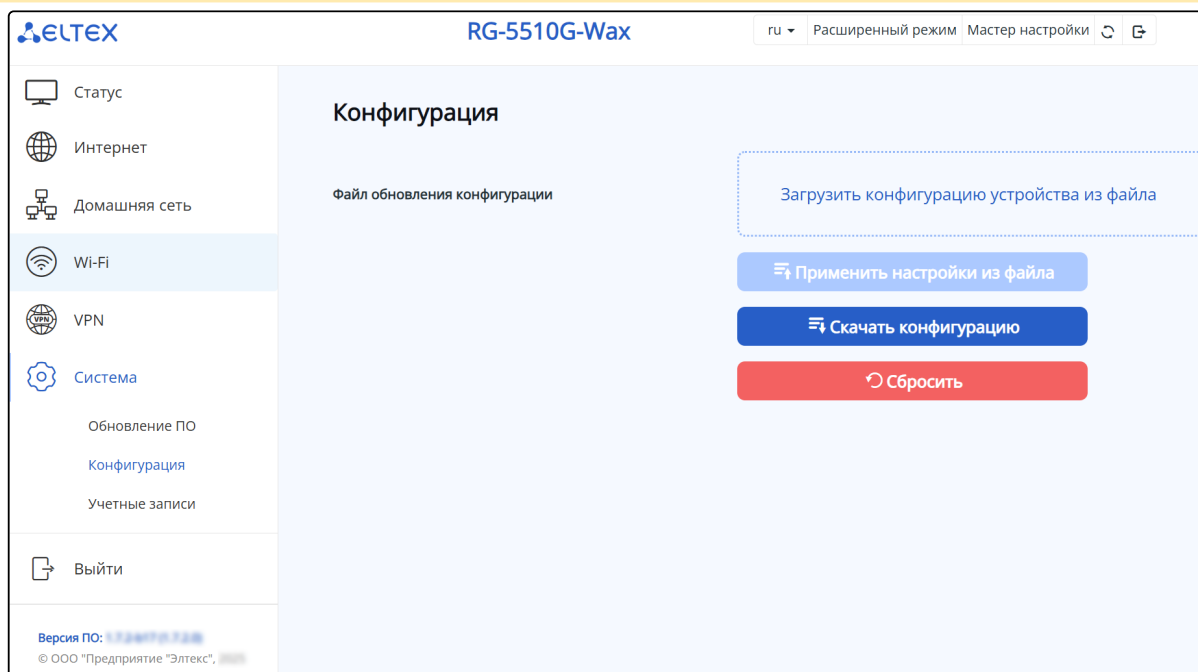 ELTEX
RG-5510G-Wax
ru Расширенный режим Мастер настройки
Статус
Интернет
Домашняя сеть
Wi-Fi
VPN
VPN
Система
Обновление ПО
Конфигурация
Учетные записи
Выйти
Версия ПО:
© ООО "Предприятие "Элтекс",
Конфигурация
Файл обновления конфигурации
Загрузить конфигурацию устройства из файла
Применить настройки из файла
Скачать конфигурацию
Сбросить